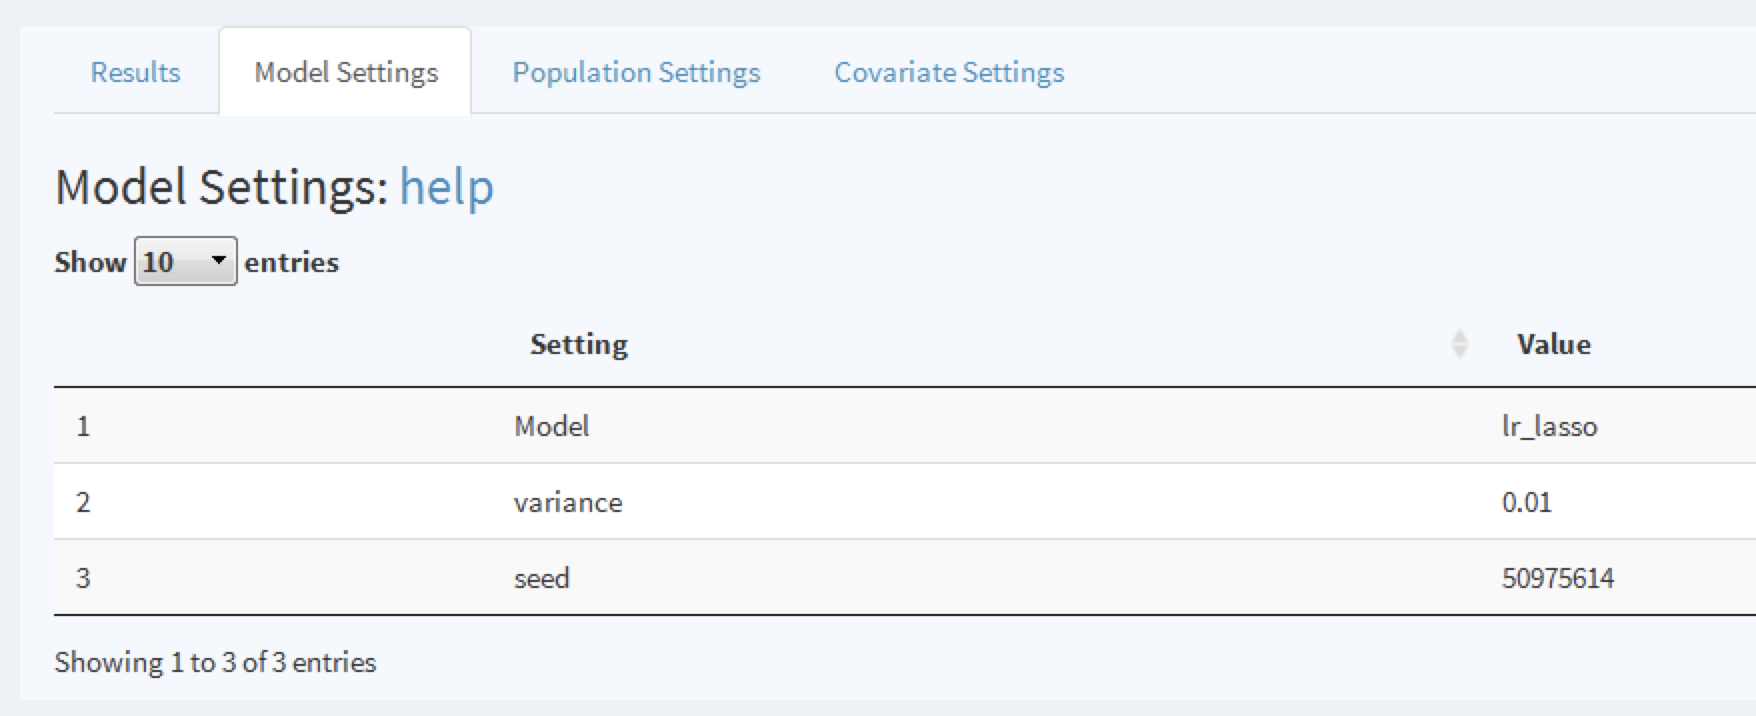 Results Model Settings Population Settings Covariate Settings
Model Settings: help
Show 10 entries
Setting Value
1 Model lr_lasso
2 variance 0.01
3 seed 50975614
Showing 1 to 3 of 3 entries